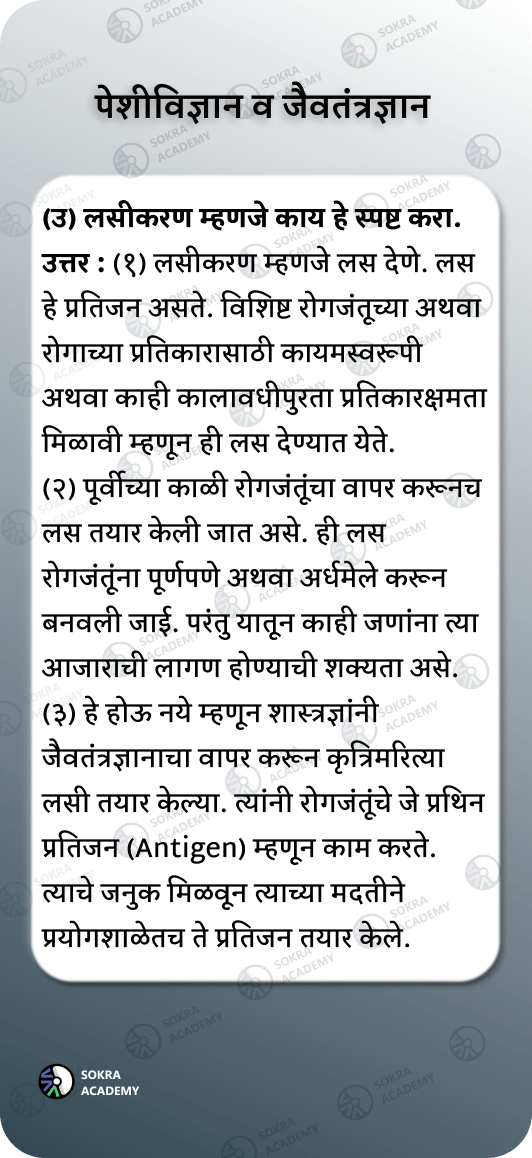 पेशीविज्ञान व जैवतंत्रज्ञान
(उ) लसीकरण म्हणजे काय हे स्पष्ट करा.
उत्तर : (१) लसीकरण म्हणजे लस देणे. लस
हे प्रतिजन असते. विशिष्ट रोगजंतूच्या अथवा
रोगाच्या प्रतिकारासाठी कायमस्वरूपी
अथवा काही कालावधीपुरता प्रतिकारक्षमता
मिळावी म्हणून ही लस देण्यात येते.
(२) पूर्वीच्या काळी रोगजंतूंचा वापर करूनच
लस तयार केली जात असे. ही लस
रोगजंतूंना पूर्णपणे अथवा अर्धमेले करून
बनवली जाई. परंतु यातून काही जणांना त्या
आजाराची लागण होण्याची शक्यता असे.
(३) हे होऊ नये म्हणून शास्त्रज्ञांनी
जैवतंत्रज्ञानाचा वापर करून कृत्रिमरित्या
लसी तयार केल्या. त्यांनी रोगजंतूंचे जे प्रथिन
प्रतिजन (Antigen) म्हणून काम करते.
त्याचे जनुक मिळवून त्याच्या मदतीने
प्रयोगशाळेतच ते प्रतिजन तयार केले.
SOKRA
ACADEMY